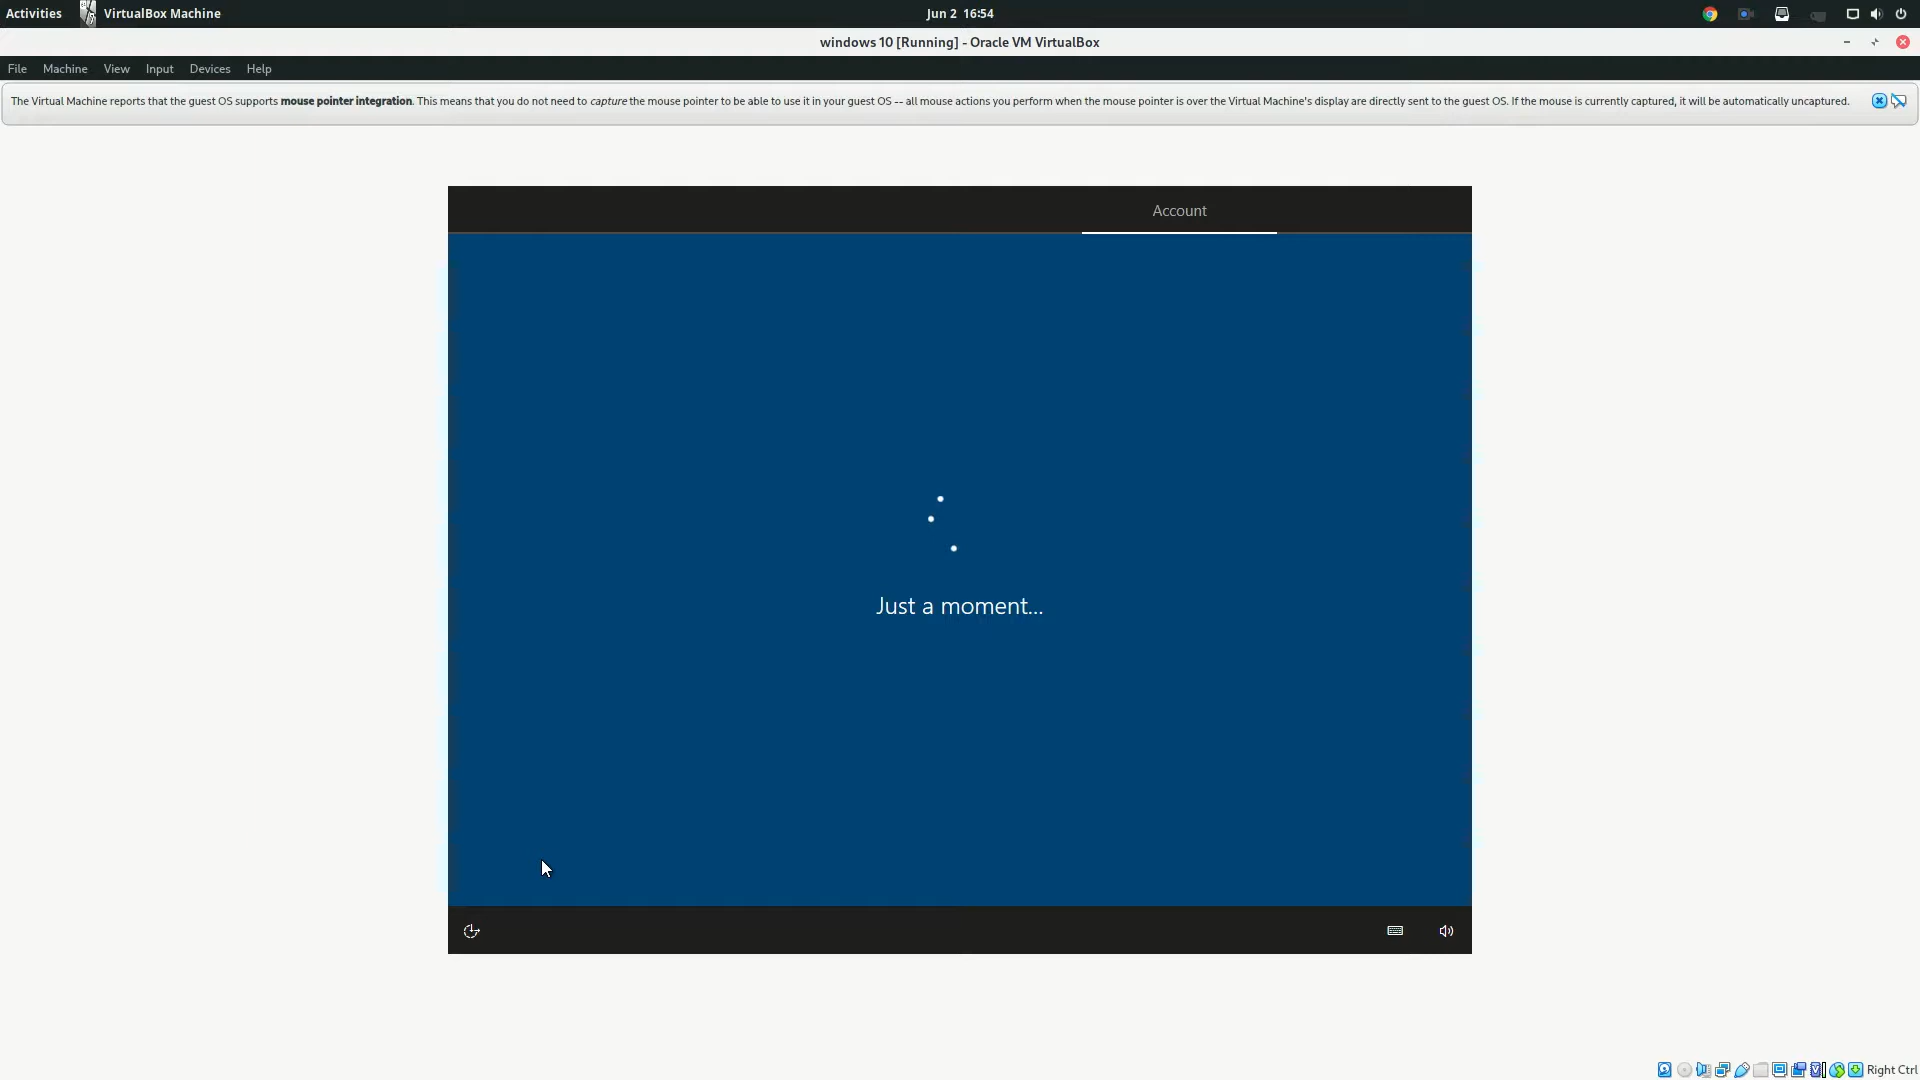 Activities
VirtualBox Machine
Jun 2 16:54
windows 10 [Running] - Oracle VM VirtualBox
File Machine View Input Devices Help
The Virtual Machine reports that the guest OS supports mouse pointer integration. This means that you do not need to capture the mouse pointer to be able to use it in your guest OS -- all mouse actions you perform when the mouse pointer is over the Virtual Machine's display are directly sent to the guest OS. If the mouse is currently captured, it will be automatically uncaptured.
Account
Just a moment...
Right Ctrl